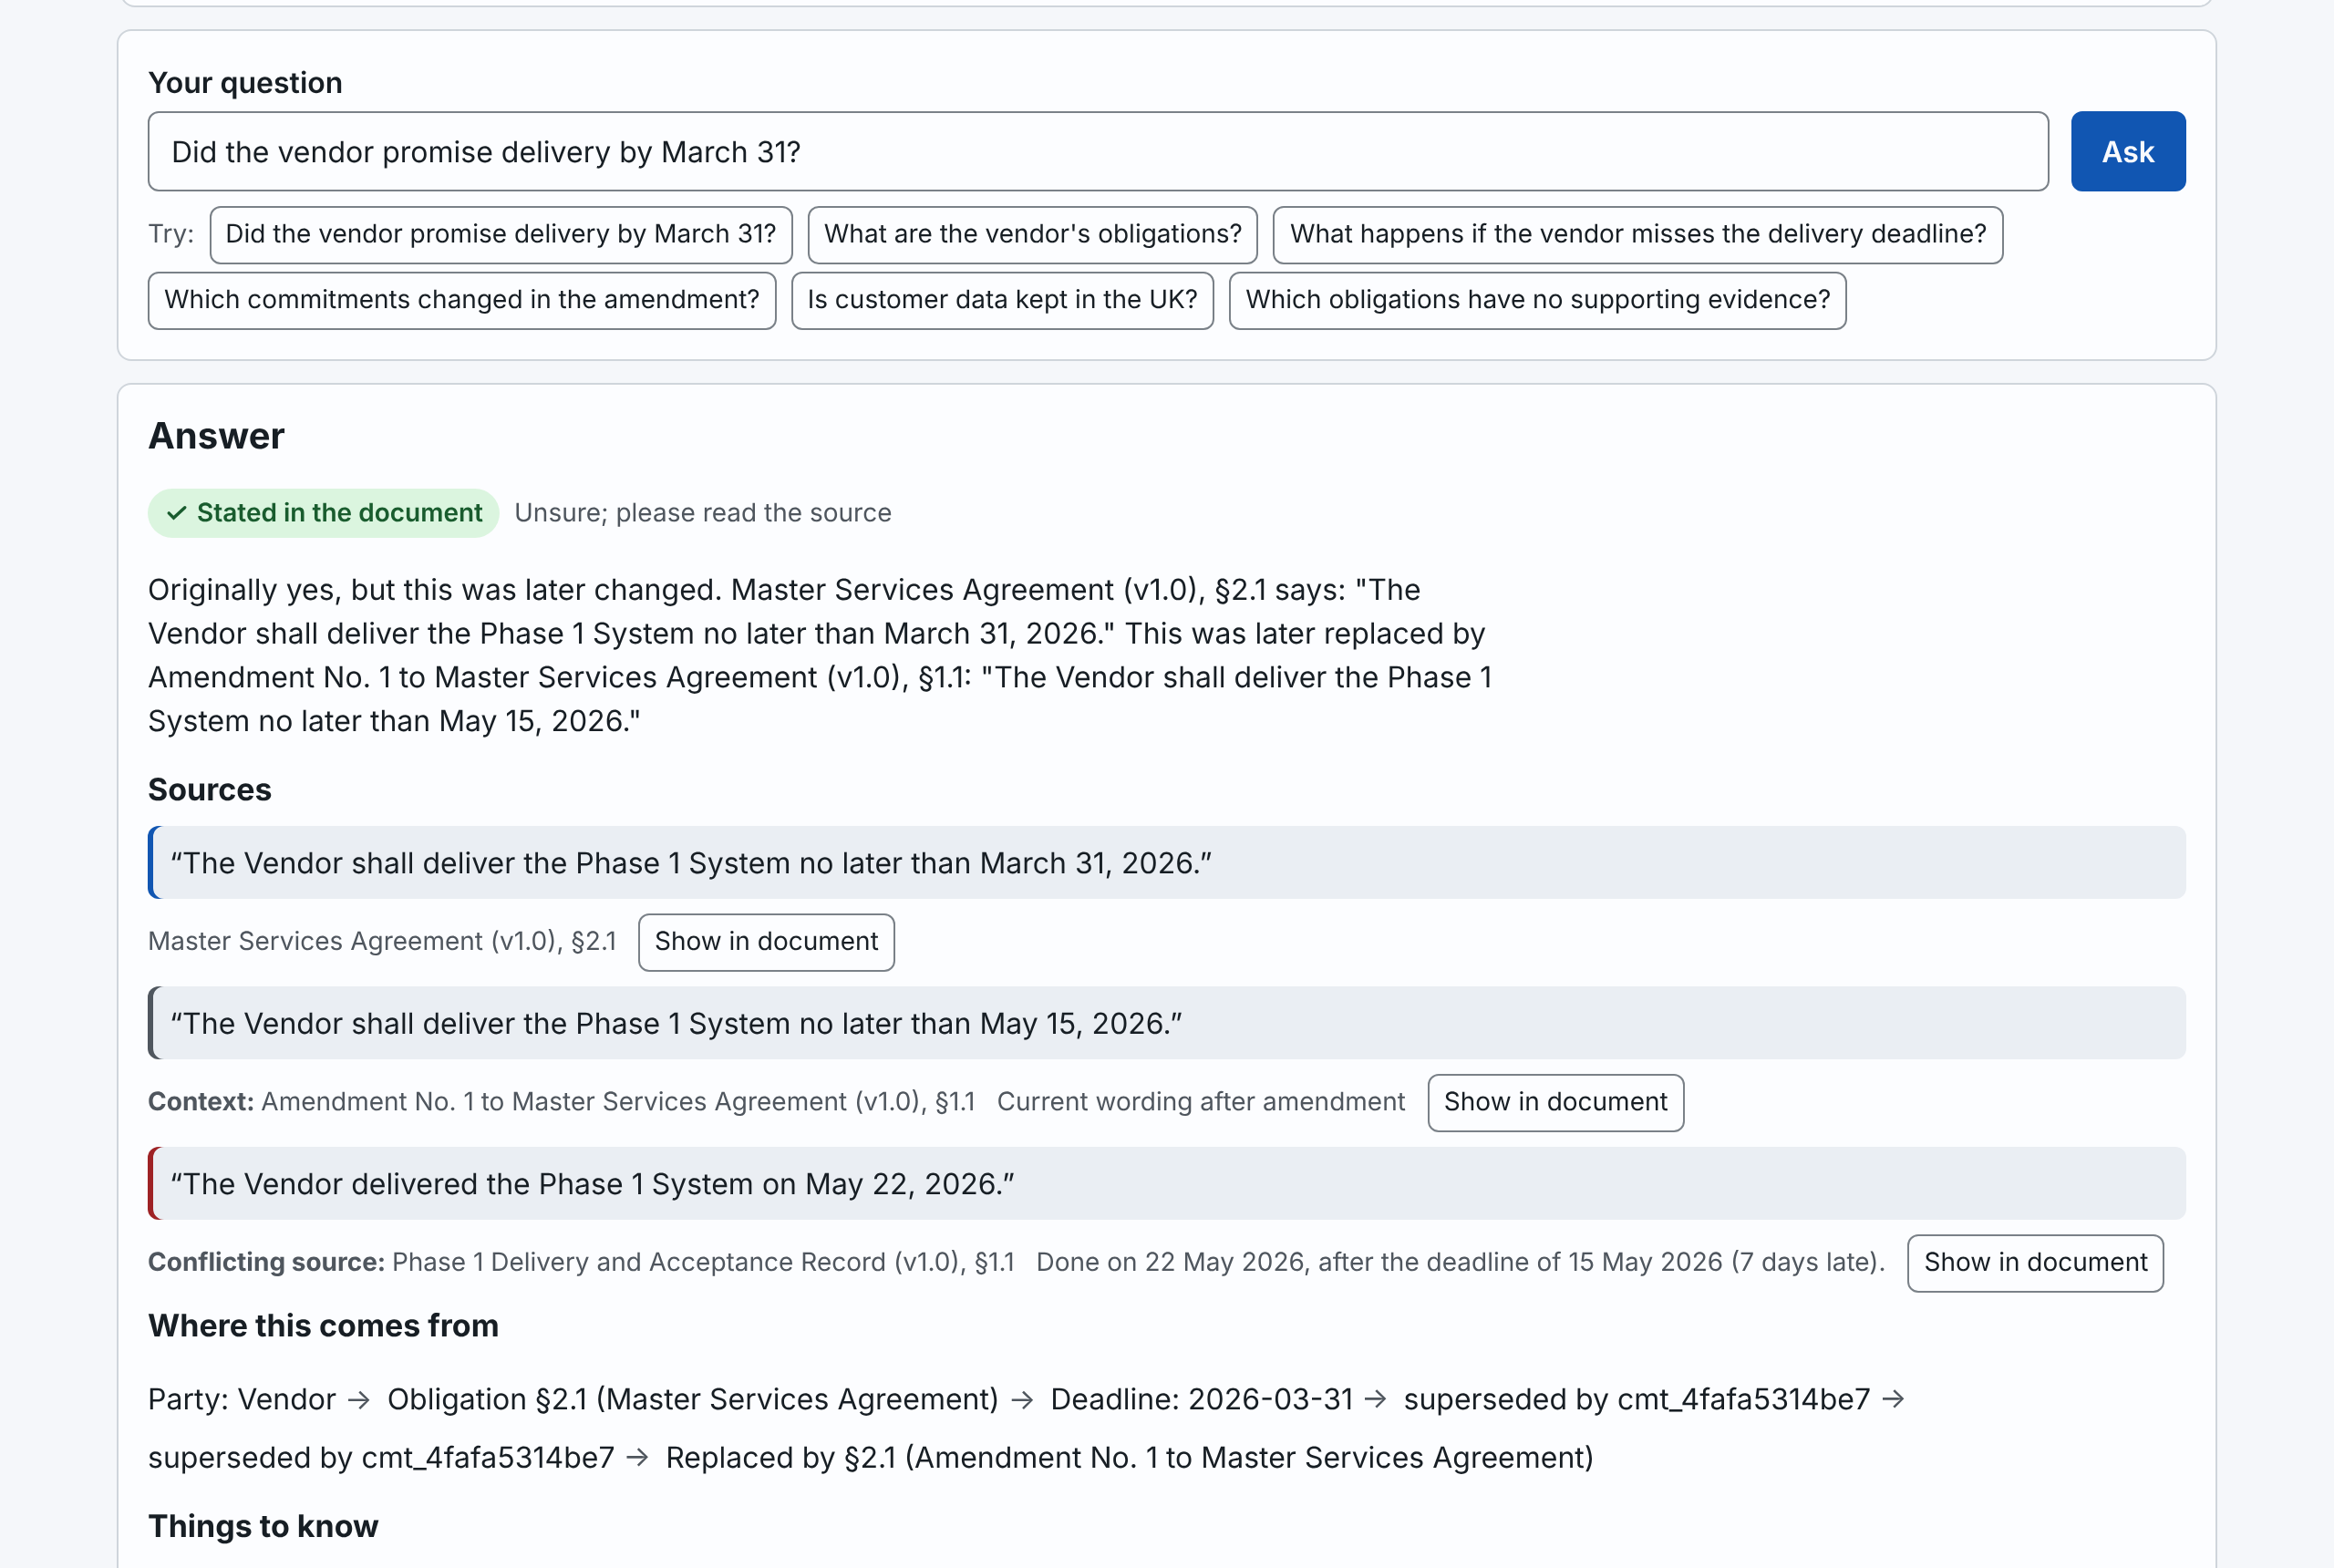 Your question
Did the vendor promise delivery by March 31?
Ask
Try: Did the vendor promise delivery by March 31? What are the vendor's obligations? What happens if the vendor misses the delivery deadline?
Which commitments changed in the amendment? Is customer data kept in the UK? Which obligations have no supporting evidence?
Answer
✓ Stated in the document Unsure; please read the source
Originally yes, but this was later changed. Master Services Agreement (v1.0), §2.1 says: "The
Vendor shall deliver the Phase 1 System no later than March 31, 2026." This was later replaced by
Amendment No. 1 to Master Services Agreement (v1.0), §1.1: "The Vendor shall deliver the Phase 1
System no later than May 15, 2026."
Sources
“The Vendor shall deliver the Phase 1 System no later than March 31, 2026.”
Master Services Agreement (v1.0), §2.1 Show in document
“The Vendor shall deliver the Phase 1 System no later than May 15, 2026.”
Context: Amendment No. 1 to Master Services Agreement (v1.0), §1.1 Current wording after amendment Show in document
“The Vendor delivered the Phase 1 System on May 22, 2026.”
Conflicting source: Phase 1 Delivery and Acceptance Record (v1.0), §1.1 Done on 22 May 2026, after the deadline of 15 May 2026 (7 days late). Show in document
Where this comes from
Party: Vendor → Obligation §2.1 (Master Services Agreement) → Deadline: 2026-03-31 → superseded by cmt_4fafa5314be7 →
superseded by cmt_4fafa5314be7 → Replaced by §2.1 (Amendment No. 1 to Master Services Agreement)
Things to know